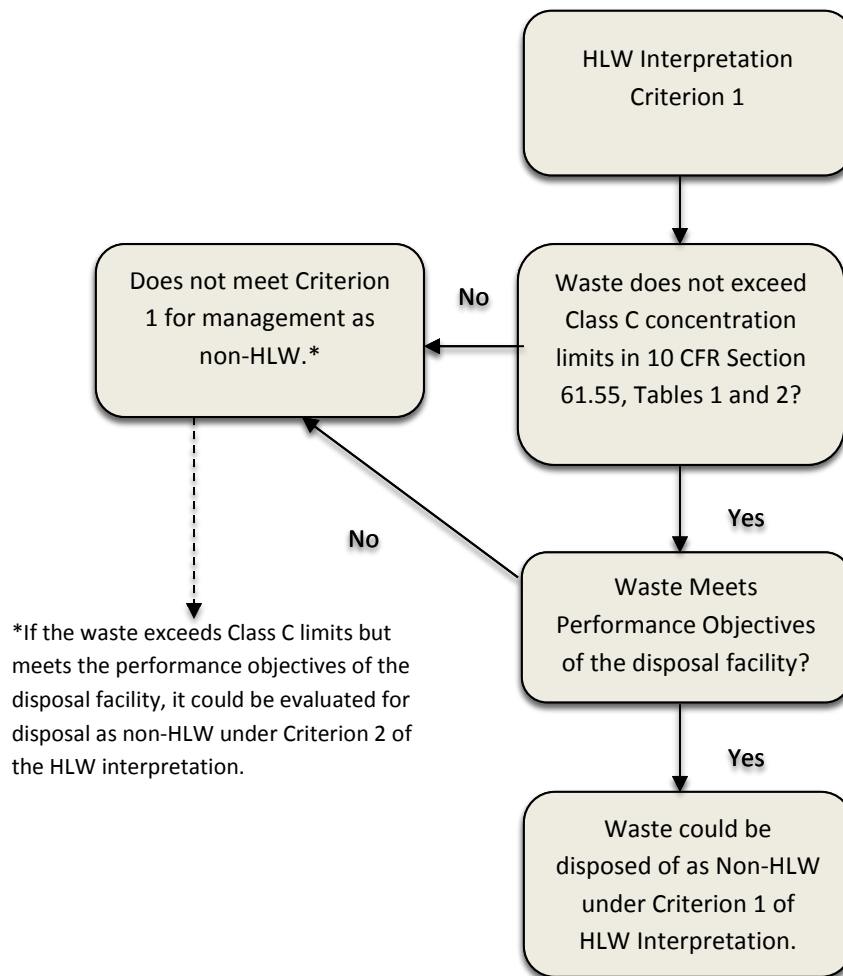 HLW Interpretation
Criterion 1
Does not meet Criterion
1 for management as
non-HLW.*
No
Waste does not exceed
Class C concentration
limits in 10 CFR Section
61.55, Tables 1 and 2?
Yes
No
Waste Meets
Performance Objectives
of the disposal facility?
*If the waste exceeds Class C limits but
meets the performance objectives of the
disposal facility, it could be evaluated for
disposal as non-HLW under Criterion 2 of
the HLW interpretation.
Yes
Waste could be
disposed of as Non-HLW
under Criterion 1 of
HLW Interpretation.